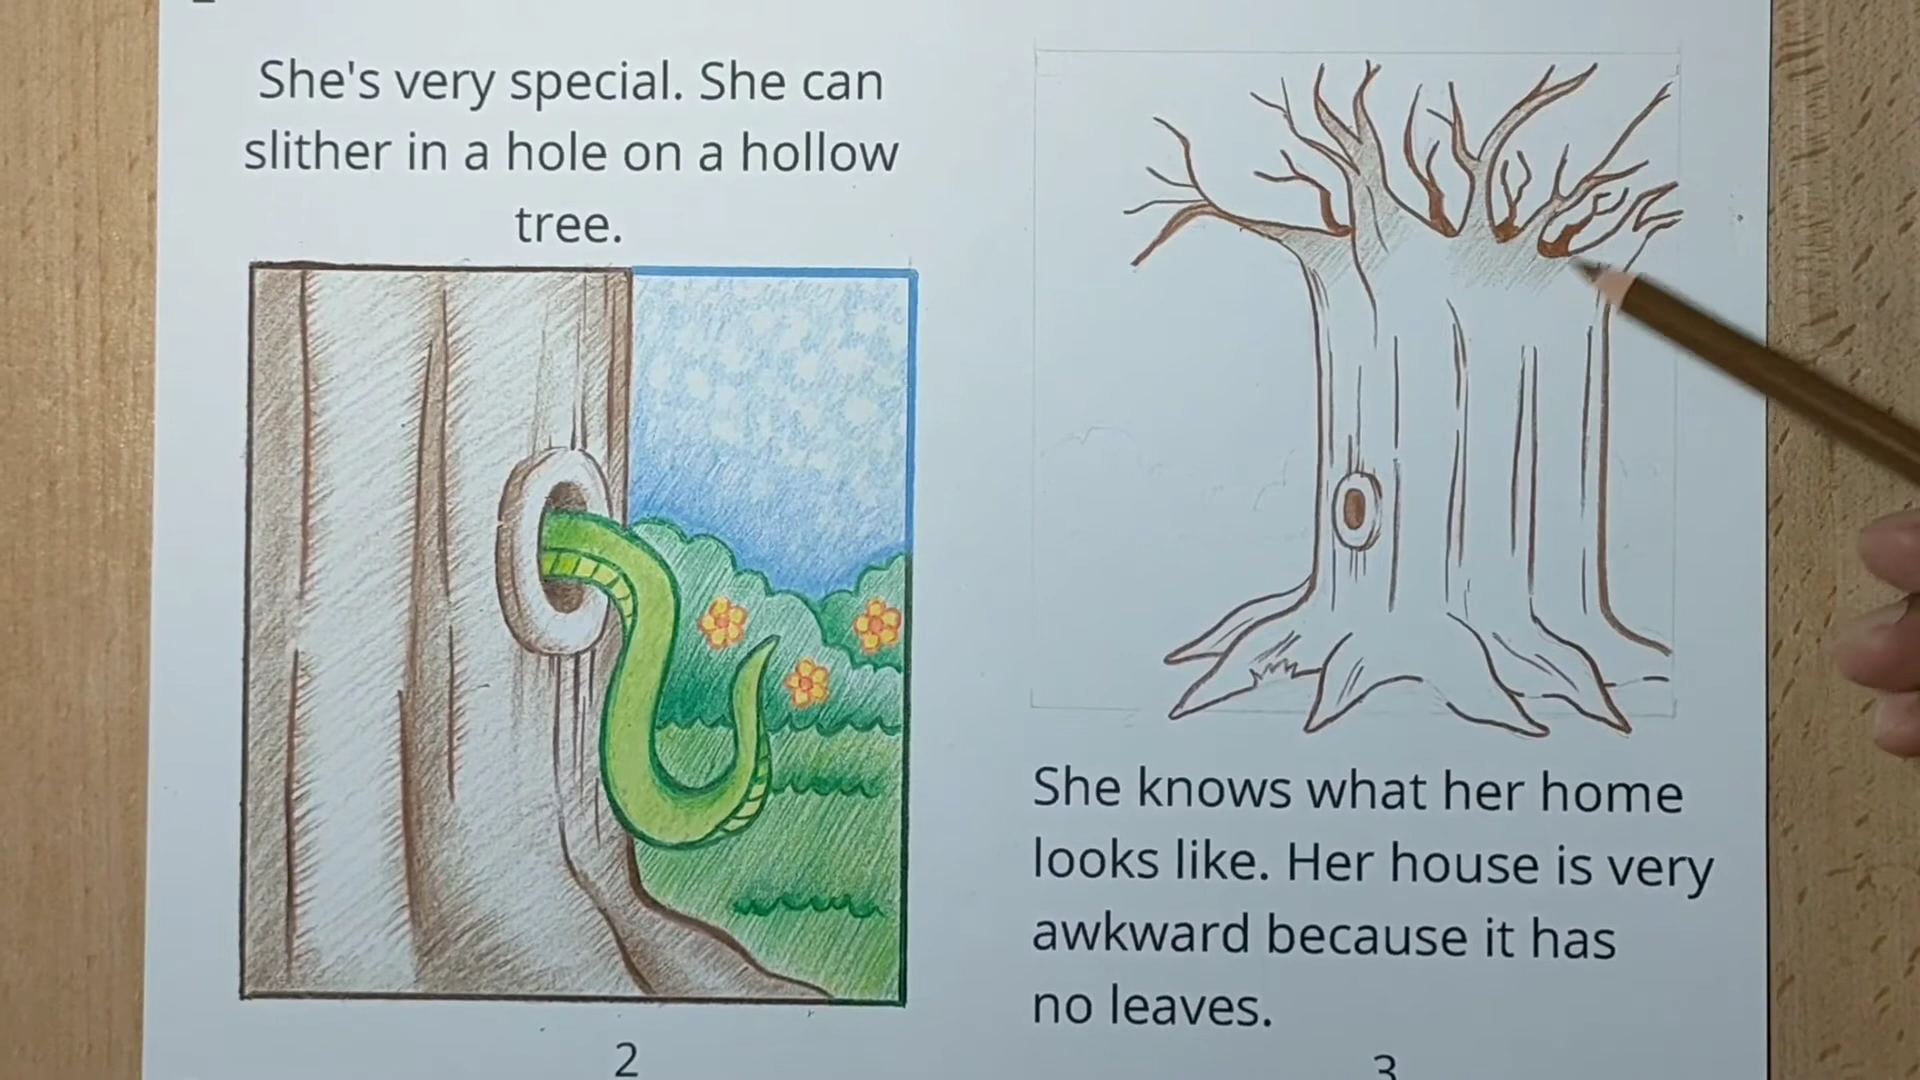 She's very special. She can
slither in a hole on a hollow
tree.
2
She knows what her home
looks like. Her house is very
awkward because it has
no leaves.
3